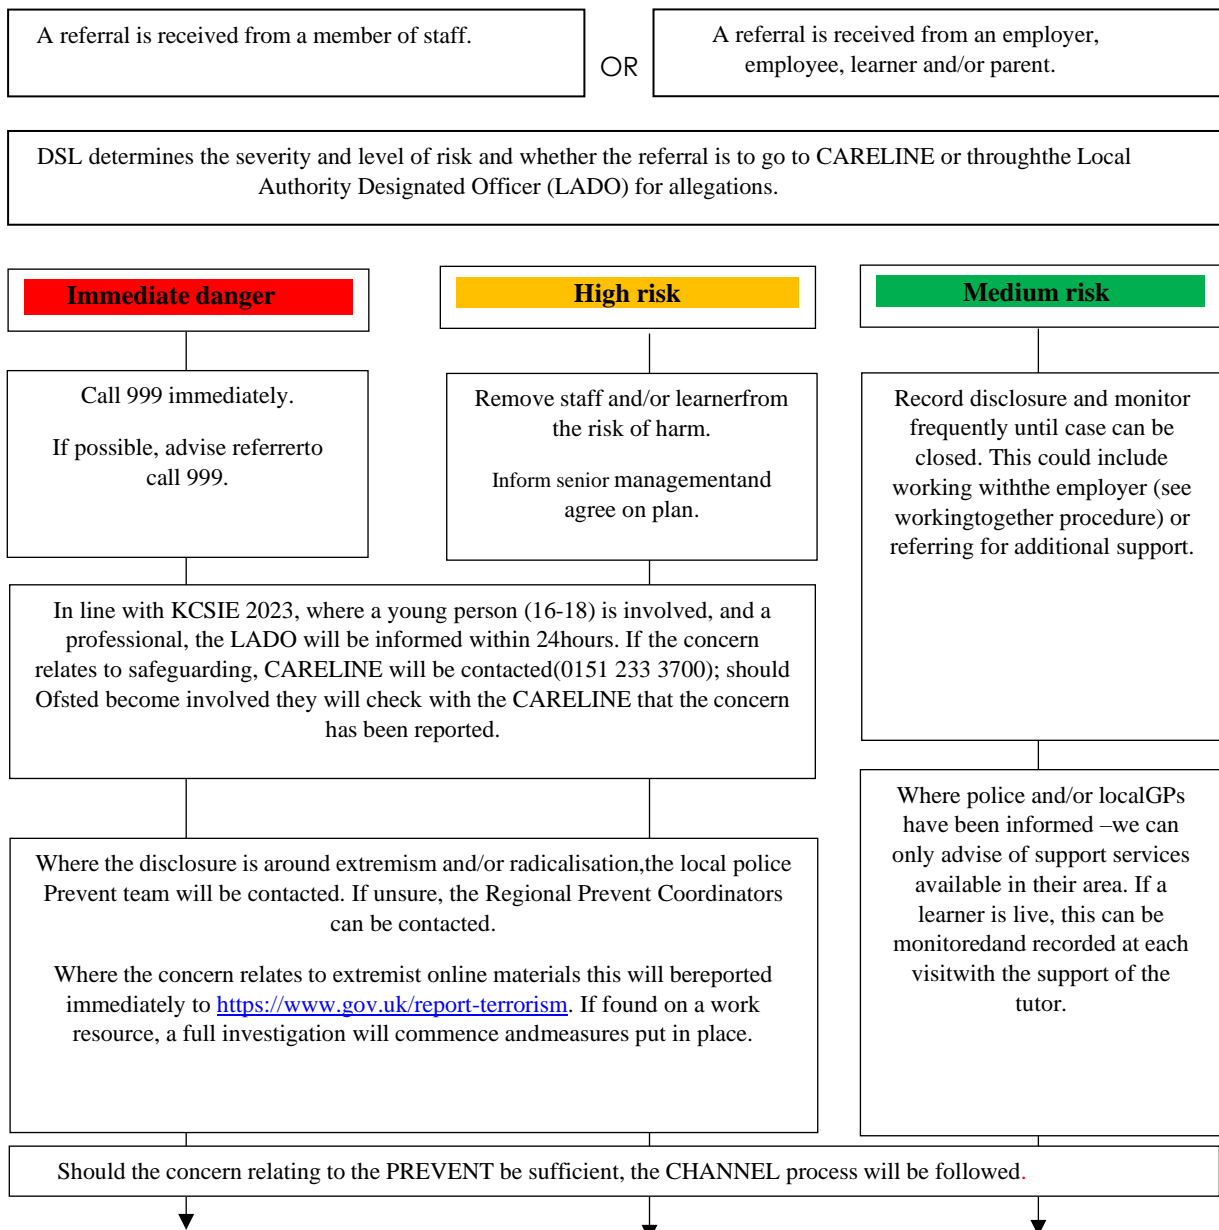 A referral is received from a member of staff.
OR
A referral is received from an employer,
employee, learner and/or parent.
DSL determines the severity and level of risk and whether the referral is to go to CARELINE or throughthe Local
Authority Designated Officer (LADO) for allegations.
Immediate danger
Call 999 immediately.
If possible, advise referrerto
call 999.
High risk
Remove staff and/or learnerfrom
the risk of harm.
Inform senior managementand
agree on plan.
Medium risk
Record disclosure and monitor
frequently until case can be
closed. This could include
working withthe employer (see
workingtogether procedure) or
referring for additional support.
In line with KCSIE 2023, where a young person (16-18) is involved, and a
professional, the LADO will be informed within 24hours. If the concern
relates to safeguarding, CARELINE will be contacted(0151 233 3700); should
Ofsted become involved they will check with the CARELINE that the concern
has been reported.
Where the disclosure is around extremism and/or radicalisation,the local police
Prevent team will be contacted. If unsure, the Regional Prevent Coordinators
can be contacted.
Where the concern relates to extremist online materials this will bereported
immediately to https://www.gov.uk/report-terrorism. If found on a work
resource, a full investigation will commence andmeasures put in place.
Where police and/or localGPs
have been informed –we can
only advise of support services
available in their area. If a
learner is live, this can be
monitoredand recorded at each
visitwith the support of the
tutor.
Should the concern relating to the PREVENT be sufficient, the CHANNEL process will be followed.